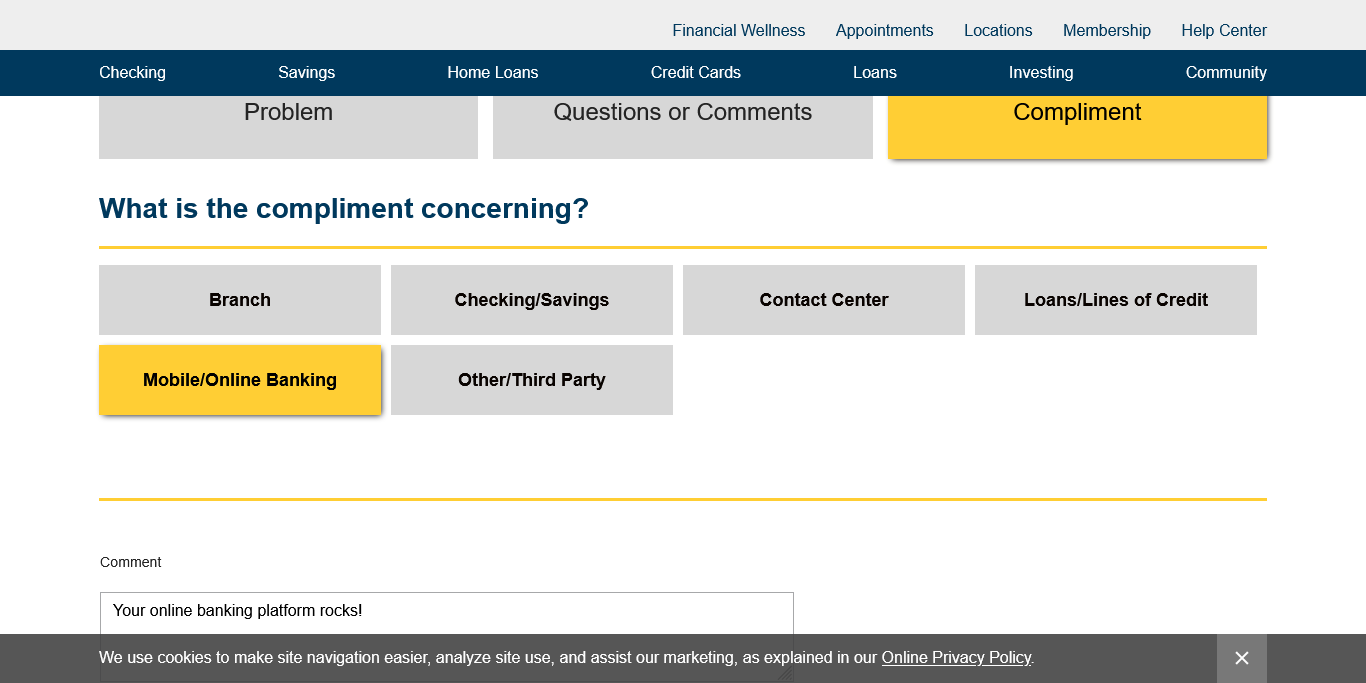 Financial Wellness Appointments Locations Membership Help Center
Checking Savings Home Loans Credit Cards Loans Investing Community
Problem Questions or Comments Compliment
What is the compliment concerning?
Branch Checking/Savings Contact Center Loans/Lines of Credit
Mobile/Online Banking Other/Third Party
Comment
Your online banking platform rocks!
We use cookies to make site navigation easier, analyze site use, and assist our marketing, as explained in our Online Privacy Policy.